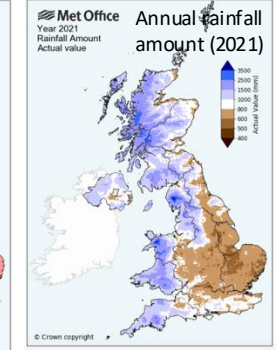 Met Office
Year 2021
Rainfall Amount
Actual value
Annual rainfall
amount (2021)
3500
2500
1500
1000
800
600
500
400
Actual Value (mm)
© Crown copyright